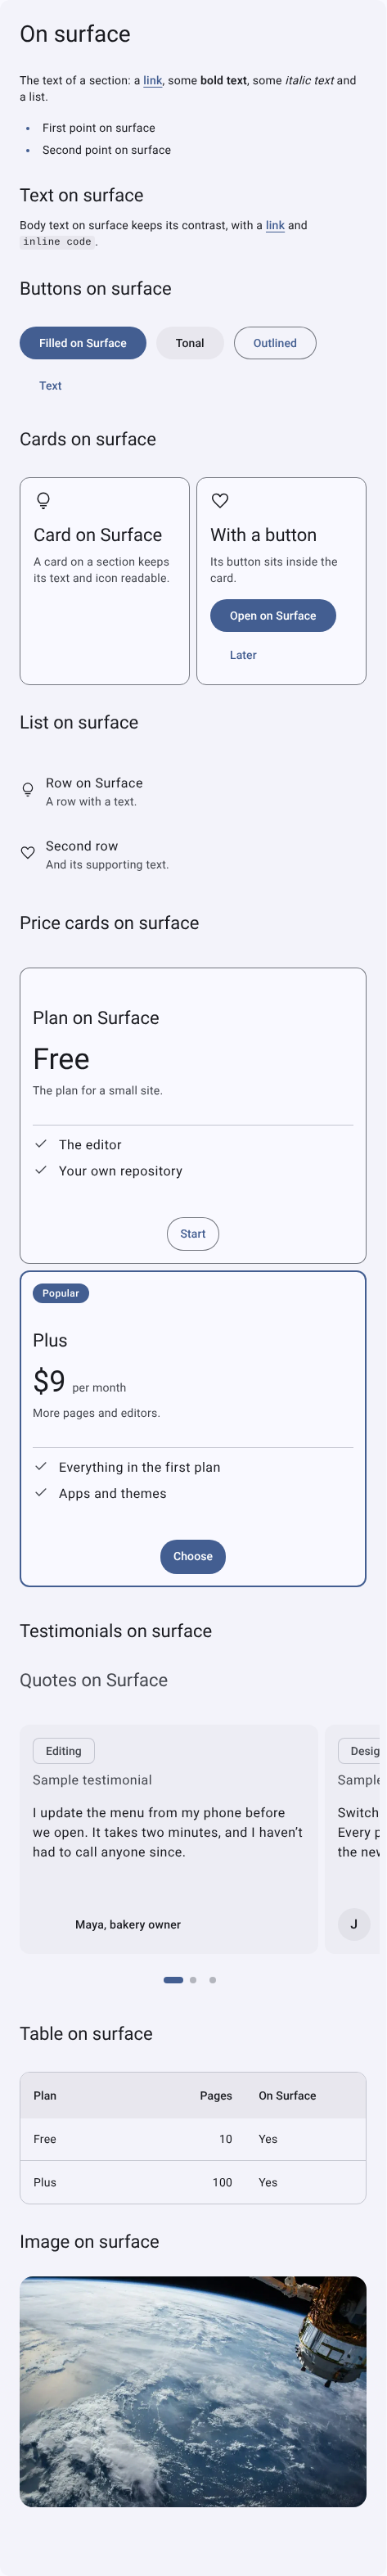 On surface
The text of a section: a link, some bold text, some italic text and
a list.
• First point on surface
• Second point on surface
Text on surface
Body text on surface keeps its contrast, with a link and
inline code.
Buttons on surface
Filled on Surface Tonal Outlined
Text
Cards on surface
Card on Surface
A card on a section keeps
its text and icon readable.
With a button
Its button sits inside the
card.
Open on Surface
Later
List on surface
Row on Surface
A row with a text.
Second row
And its supporting text.
Price cards on surface
Plan on Surface
Free
The plan for a small site.
The editor
Your own repository
Start
Popular
Plus
$9 per month
More pages and editors.
Everything in the first plan
Apps and themes
Choose
Testimonials on surface
Quotes on Surface
Editing
Sample testimonial
I update the menu from my phone before
we open. It takes two minutes, and I haven't
had to call anyone since.
Maya, bakery owner
Desig
Sample
Switch
Every p
the nev
J
Table on surface
Plan Pages On Surface
Free 10 Yes
Plus 100 Yes
Image on surface